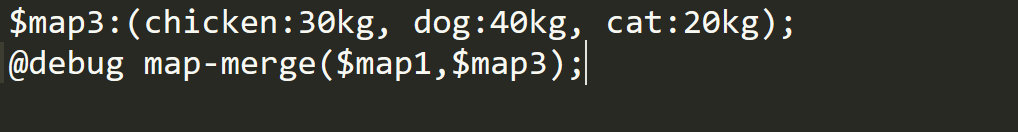 $map3:(chicken:30kg, dog:40kg, cat:20kg);
@debug map-merge($map1,$map3);